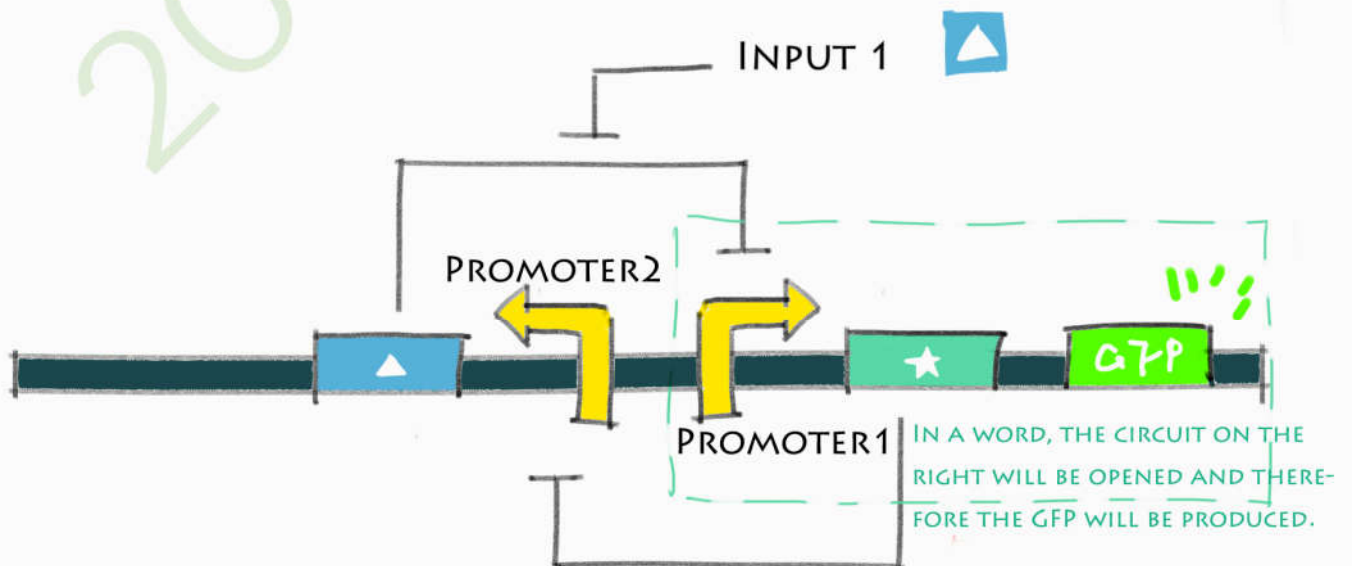 20
INPUT 1
PROMOTER2
GFP
PROMOTER1
IN A WORD, THE CIRCUIT ON THE
RIGHT WILL BE OPENED AND THERE-
FORE THE GFP WILL BE PRODUCED.